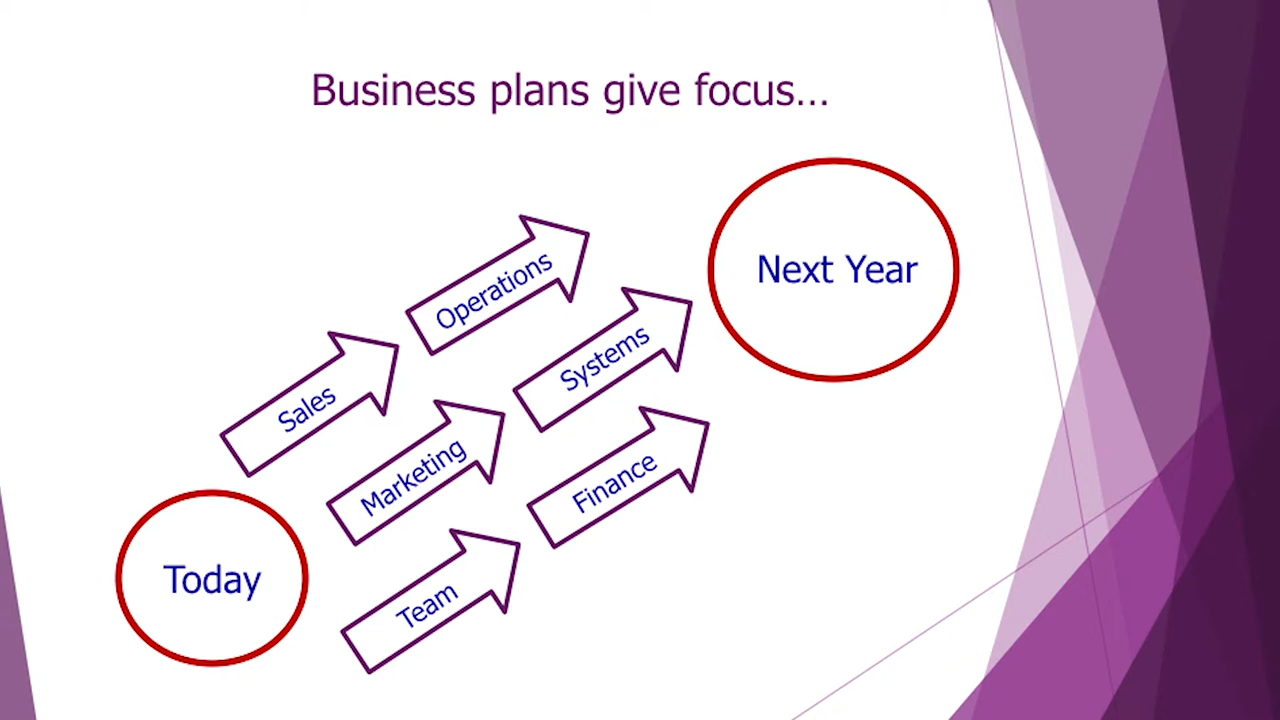 Business plans give focus...
Next Year
Operations
Systems
Sales
Marketing
Finance
Today
Team